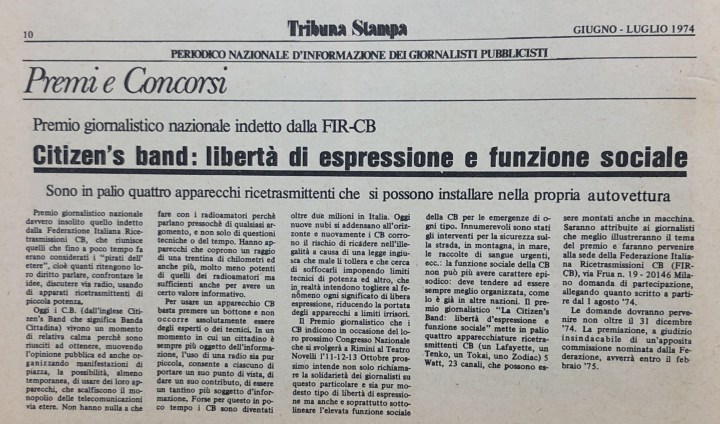 10
Tribuna Stampa
GIUGNO - LUGLIO 1974
PERIODICO NAZIONALE D'INFORMAZIONE DEI GIORNALISTI PUBBLICISTI
Premi e Concorsi
Premio giornalistico nazionale indetto dalla FIR-CB
Citizen's band: libertà di espressione e funzione sociale
Sono in palio quattro apparecchi ricetrasmittenti che si possono installare nella propria autovettura
Premio giornalistico nazionale
davvero insolito quello indetto
dalla Federazione Italiana Rice-
trasmissioni CB, che riunisce
quelli che fino a poco tempo fa
erano considerati i "pirati dell'
etere", cioè quanti ritengono lo-
ro diritto parlare, confrontare le
idee, discutere via radio, usando
di apparati ricetrasmittenti di
piccola potenza.
Oggi i C.B. (dall'inglese Citi-
zen's Band che significa Banda
Cittadina) vivono un momento
di relativa calma perchè sono
riusciti ad ottenere, muovendo
l'opinione pubblica ed anche or-
ganizzando manifestazioni di
piazza, la possibilità, almeno
temporanea, di usare dei loro ap-
parecchi, che scalfiscono il mo-
nopolio delle telecomunicazioni
via etere. Non hanno nulla a che
fare con i radioamatori perchè
parlano pressochè di qualsiasi ar-
gomento, e non solo di questioni
tecniche o del tempo. Hanno ap-
parecchi che coprono un raggio
di una trentina di chilometri ed
anche più, molto meno potenti
di quelli dei radioamatori ma
sufficienti anche per avere un
certo valore informativo.
Per usare un apparecchio CB
basta premere un bottone e non
occorre assolutamente essere
degli esperti o dei tecnici. In un
momento in cui un cittadino è
sempre più oggetto dell'informa-
zione, l'uso di una radio sia pur
piccola, consente a ciascuno di
portare un suo punto di vista, di
dare un suo contributo, di essere
un tantino più soggetto d'infor-
mazione. Forse per questo in po-
co tempo i CB sono diventati
oltre due milioni in Italia. Oggi
nuove nubi si addensano all'oriz-
zonte e nuovamente i CB corro-
no il rischio di ricadere nell'ille-
galità a causa di una legge ingiu-
sta che male li tollera e che cerca
di soffocarli impopendo limiti
tecnici di potenza ed altro, che
in realtà intendono togliere al fe-
nómeno ogni significato di libera
espressione, riducendo la portata
degli apparecchi a limiti irrisori.
Il Premio giornalistico che i
CB indicono in occasione del lo-
ro prossimo Congresso Nazionale
che si svolgerà a Rimini al Teatro
Novelli l'11-12-13 Ottobre pros-
simo intende non solo richiama-
re la solidarietà dei giornalisti su
questo particolare e sia pur mo-
desto tipo di libertà di espressio-
ne ma anche e soprattutto sotto-
lineare l'elevata funzione sociale
della CB per le emergenze di o-
gni tipo. Innumerevoli sono stati
gli interventi per la sicurezza sul-
la strada, in montagna, in mare,
le raccolte di sangue urgenti,
ecc.: la funzione sociale della CB
non può più avere carattere epi-
sodico: deve tendere ad essere
sempre meglio organizzata, come
lo è già in altre nazioni. Il pre-
mio giornalistico "La Citizen's
Band: libertà d'espressione e
funzione sociale" mette in palio
quattro apparecchiature ricetra-
smittenti CB (un Lafayette, un
Tenko, un Tokai, uno Zodiac) 5
Watt, 23 canali, che possono es-
sere montati anche in macchina.
Saranno attribuite ai giornalisti
che meglio illustreranno il tema
del premio e faranno pervenire
alla sede della Federazione Italia-
na Ricetrasmissioni CB (FIR-
CB), via Frua n. 19 - 20146 Mila-
no domanda di partecipazione,
allegando quanto scritto a parti-
re dal 1 agosto '74.
Le domande dovranno perve-
nire non oltre il 31 dicembre
'74. La premiazione, a giudizio
insindacabile di un'apposita
commissione nominata dalla
Federazione, avverrà entro il feb-
braio '75.